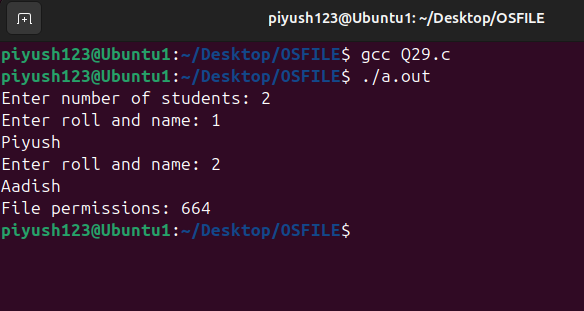 piyush123@Ubuntu1: ~/Desktop/OSFILE
piyush123@Ubuntu1:~/Desktop/OSFILE$ gcc Q29.c
piyush123@Ubuntu1:~/Desktop/OSFILE$ ./a.out
Enter number of students: 2
Enter roll and name: 1
Piyush
Enter roll and name: 2
Aadish
File permissions: 664
piyush123@Ubuntu1:~/Desktop/OSFILE$